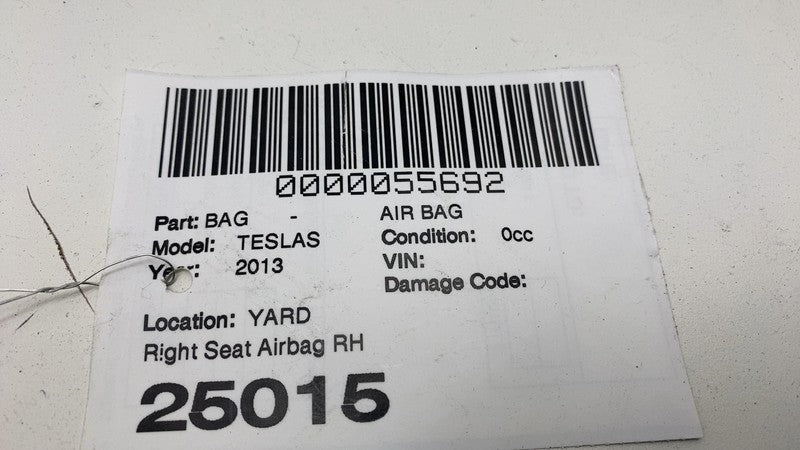 0000055692
Part: BAG - AIR BAG
Model: TESLAS Condition: 0cc
Year: 2013 VIN:
Damage Code:
Location: YARD
Right Seat Airbag RH
25015